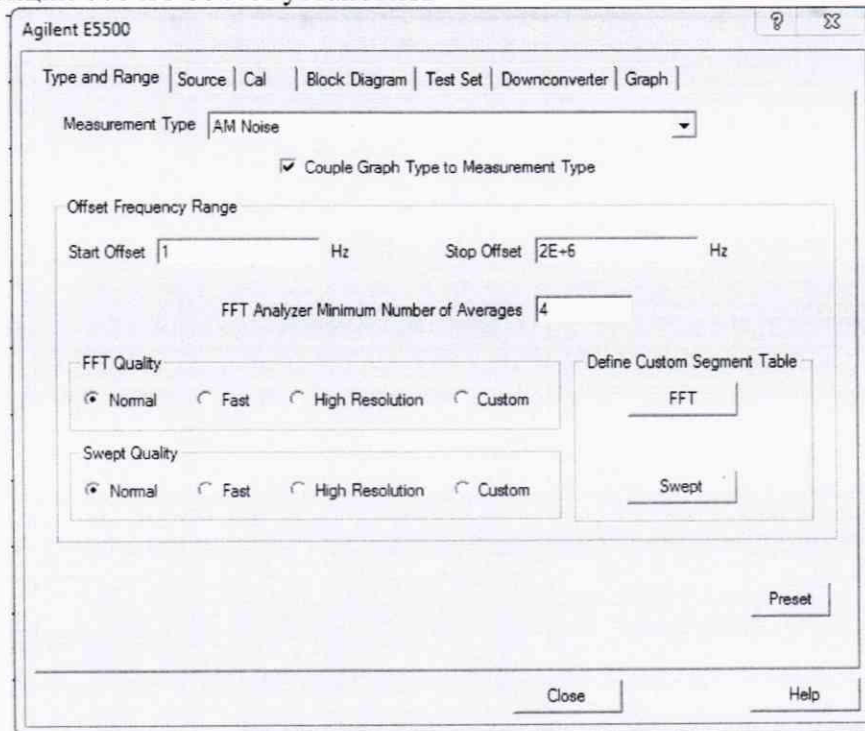 Agilent E5500
Type and Range Source Cal Block Diagram Test Set Downconverter Graph
Measurement Type AM Noise
Couple Graph Type to Measurement Type
Offset Frequency Range
Start Offset 1 Hz Stop Offset 2E+6 Hz
FFT Analyzer Minimum Number of Averages 4
FFT Quality
Normal Fast High Resolution Custom
Define Custom Segment Table
FFT
Swept Quality
Normal Fast High Resolution Custom
Swept
Preset
Close Help